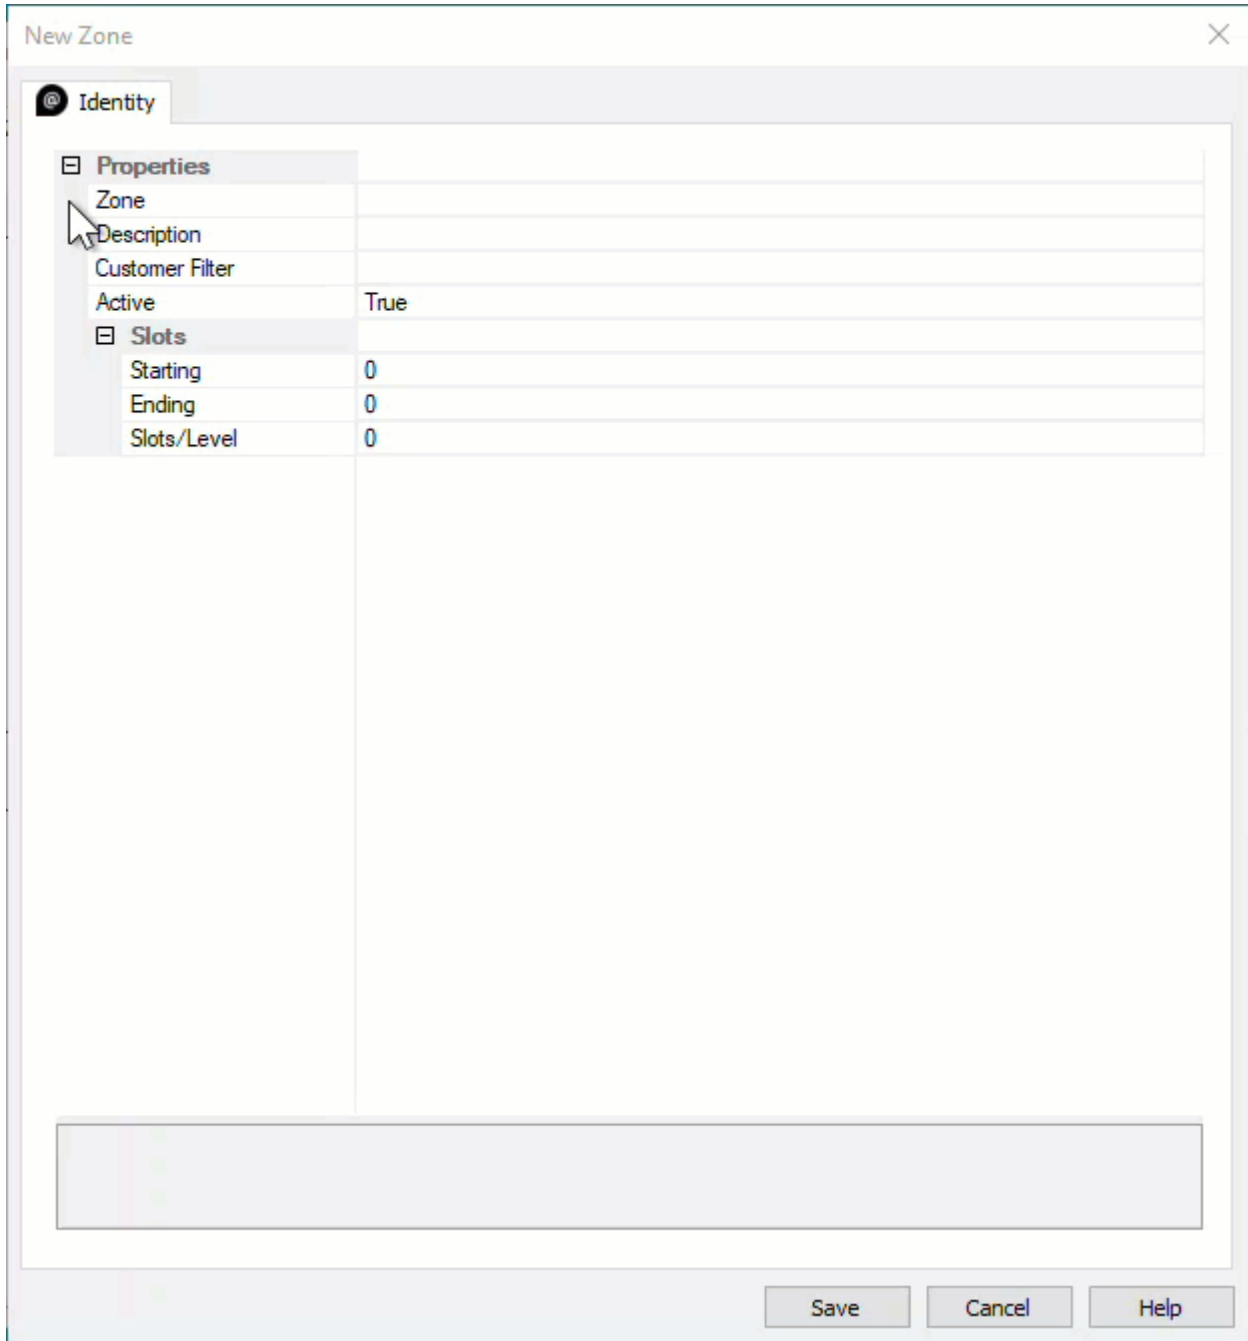 New Zone
@ Identity
Properties
Zone
Description
Customer Filter
Active True
Slots
Starting 0
Ending 0
Slots/Level 0
Save Cancel Help